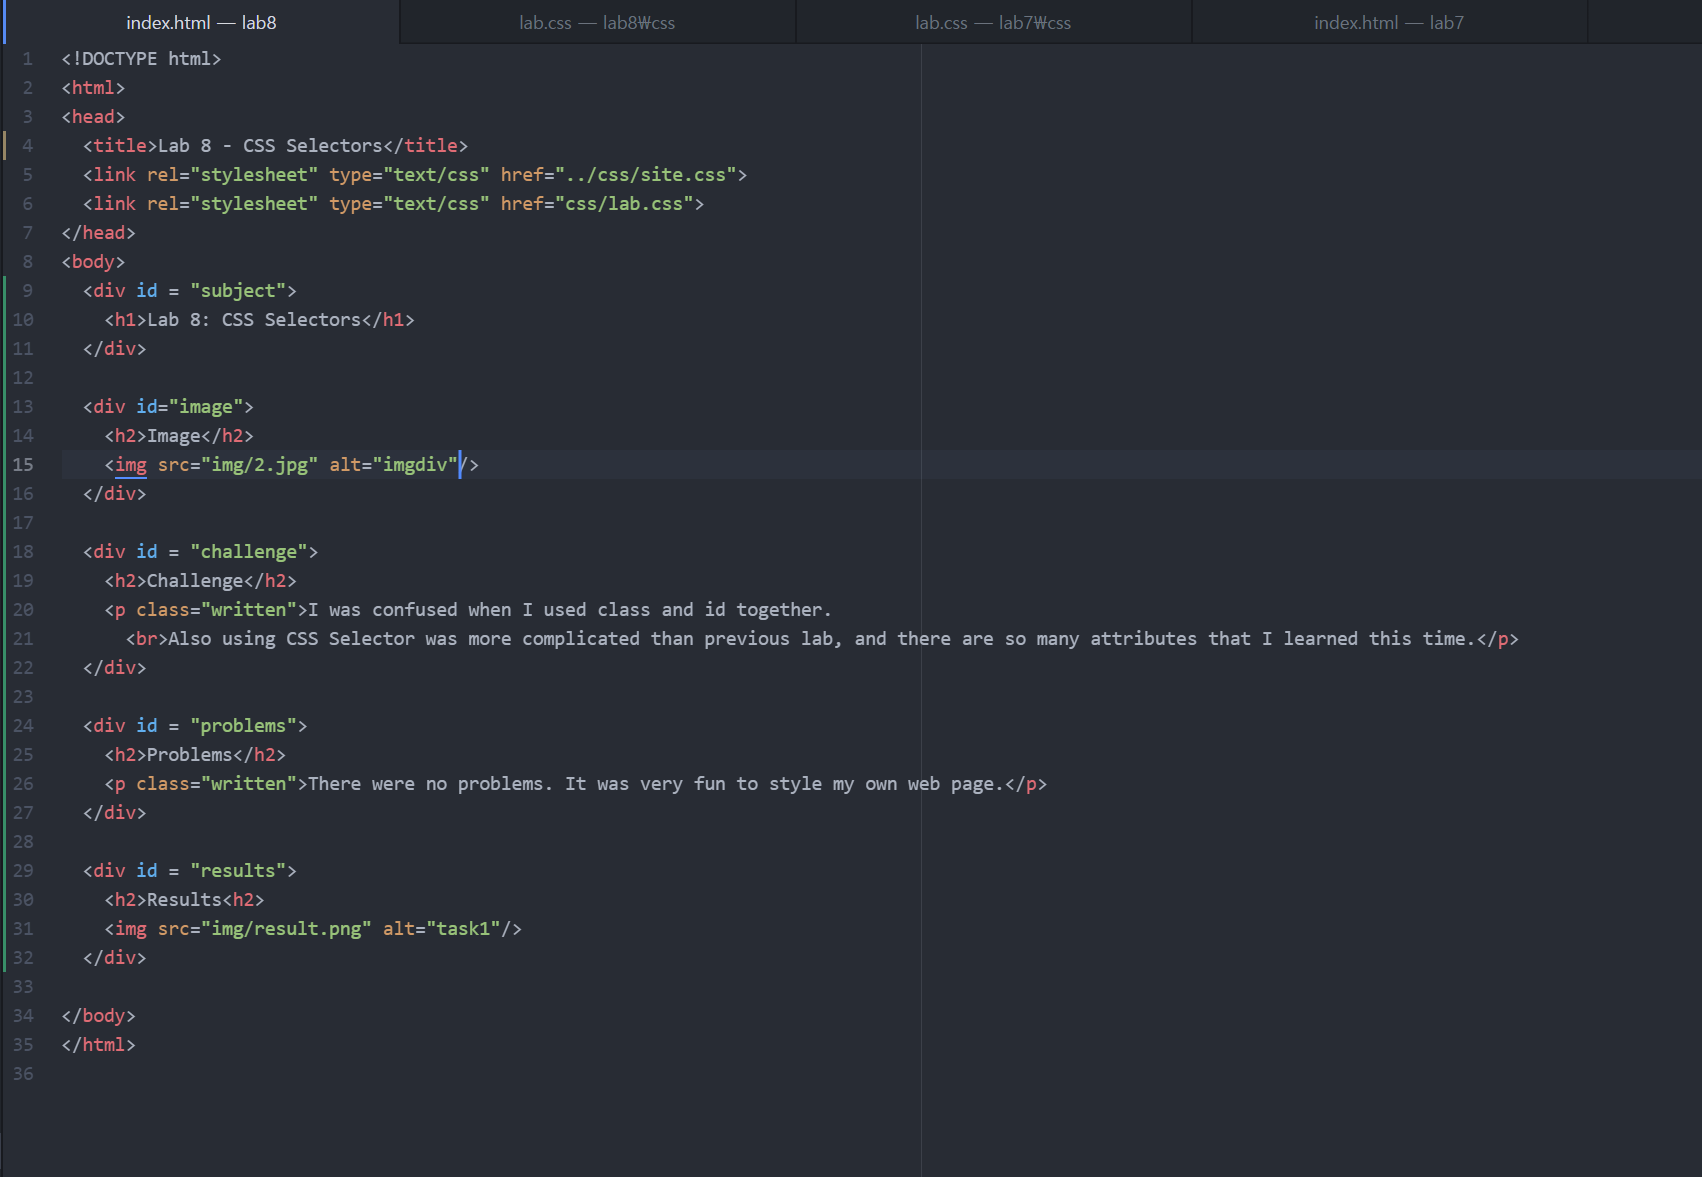 index.html — lab8
lab.css — lab8₩css
lab.css — lab7₩css
index.html — lab7
1 <!DOCTYPE html>
2 <html>
3 <head>
4   <title>Lab 8 - CSS Selectors</title>
5   <link rel="stylesheet" type="text/css" href="../css/site.css">
6   <link rel="stylesheet" type="text/css" href="css/lab.css">
7 </head>
8 <body>
9   <div id = "subject">
10     <h1>Lab 8: CSS Selectors</h1>
11   </div>
12
13   <div id="image">
14     <h2>Image</h2>
15     <img src="img/2.jpg" alt="imgdiv"/>
16   </div>
17
18   <div id = "challenge">
19     <h2>Challenge</h2>
20     <p class="written">I was confused when I used class and id together.
21       <br>Also using CSS Selector was more complicated than previous lab, and there are so many attributes that I learned this time.</p>
22   </div>
23
24   <div id = "problems">
25     <h2>Problems</h2>
26     <p class="written">There were no problems. It was very fun to style my own web page.</p>
27   </div>
28
29   <div id = "results">
30     <h2>Results<h2>
31     <img src="img/result.png" alt="task1"/>
32   </div>
33
34 </body>
35 </html>
36